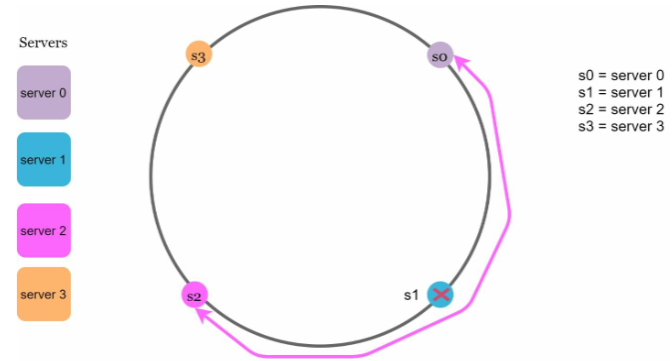 Servers
server 0
server 1
server 2
server 3
s3
s0
s2
s1
s0 = server 0
s1 = server 1
s2 = server 2
s3 = server 3